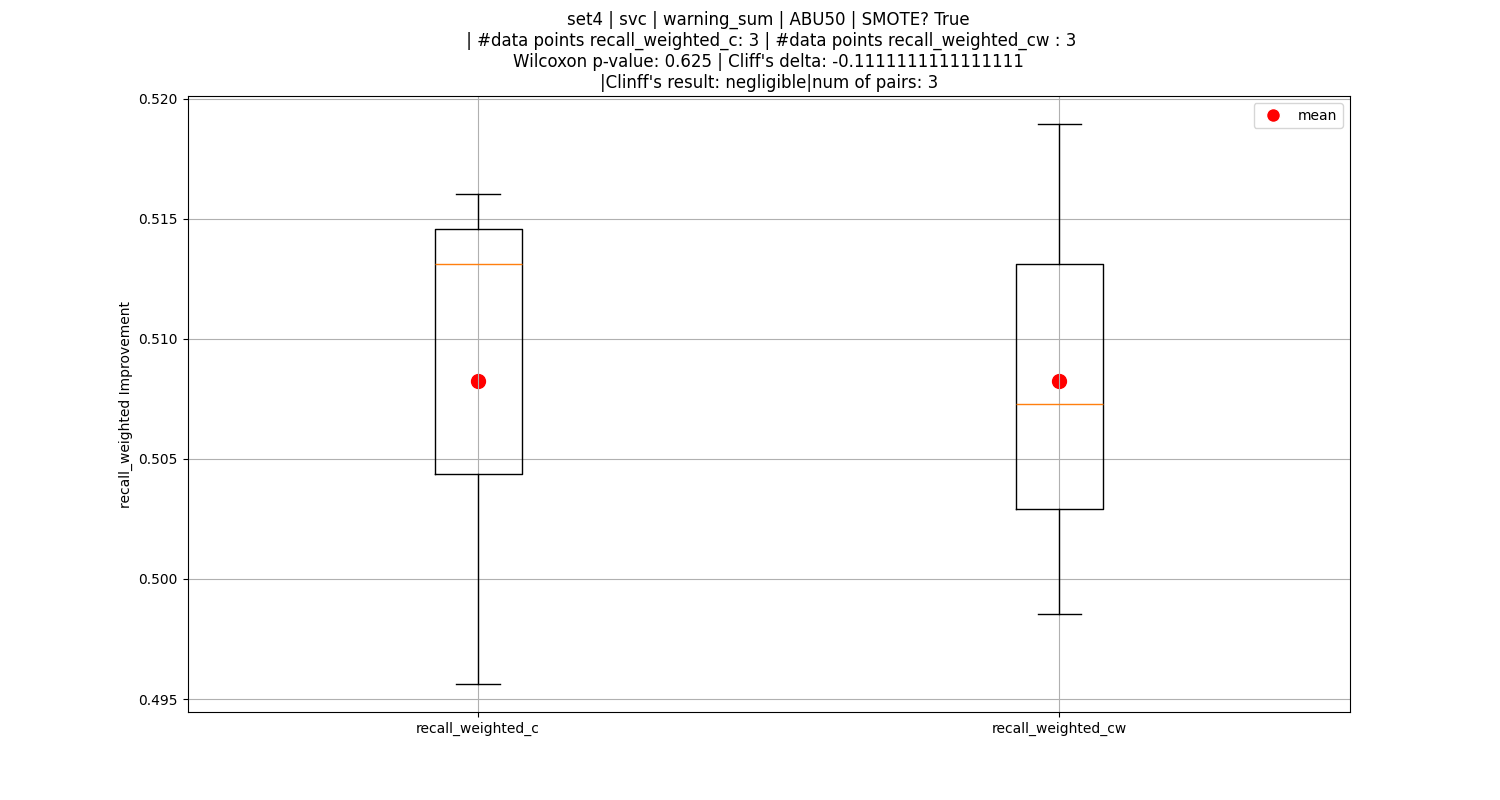 set4 | svc | warning_sum | ABU50 | SMOTE? True
| #data points recall_weighted_c: 3 | #data points recall_weighted_cw : 3
Wilcoxon p-value: 0.625 | Cliff's delta: -0.1111111111111111
|Clinff's result: negligible|num of pairs: 3
mean
recall_weighted Improvement
0.520
0.515
0.510
0.505
0.500
0.495
recall_weighted_c
recall_weighted_cw